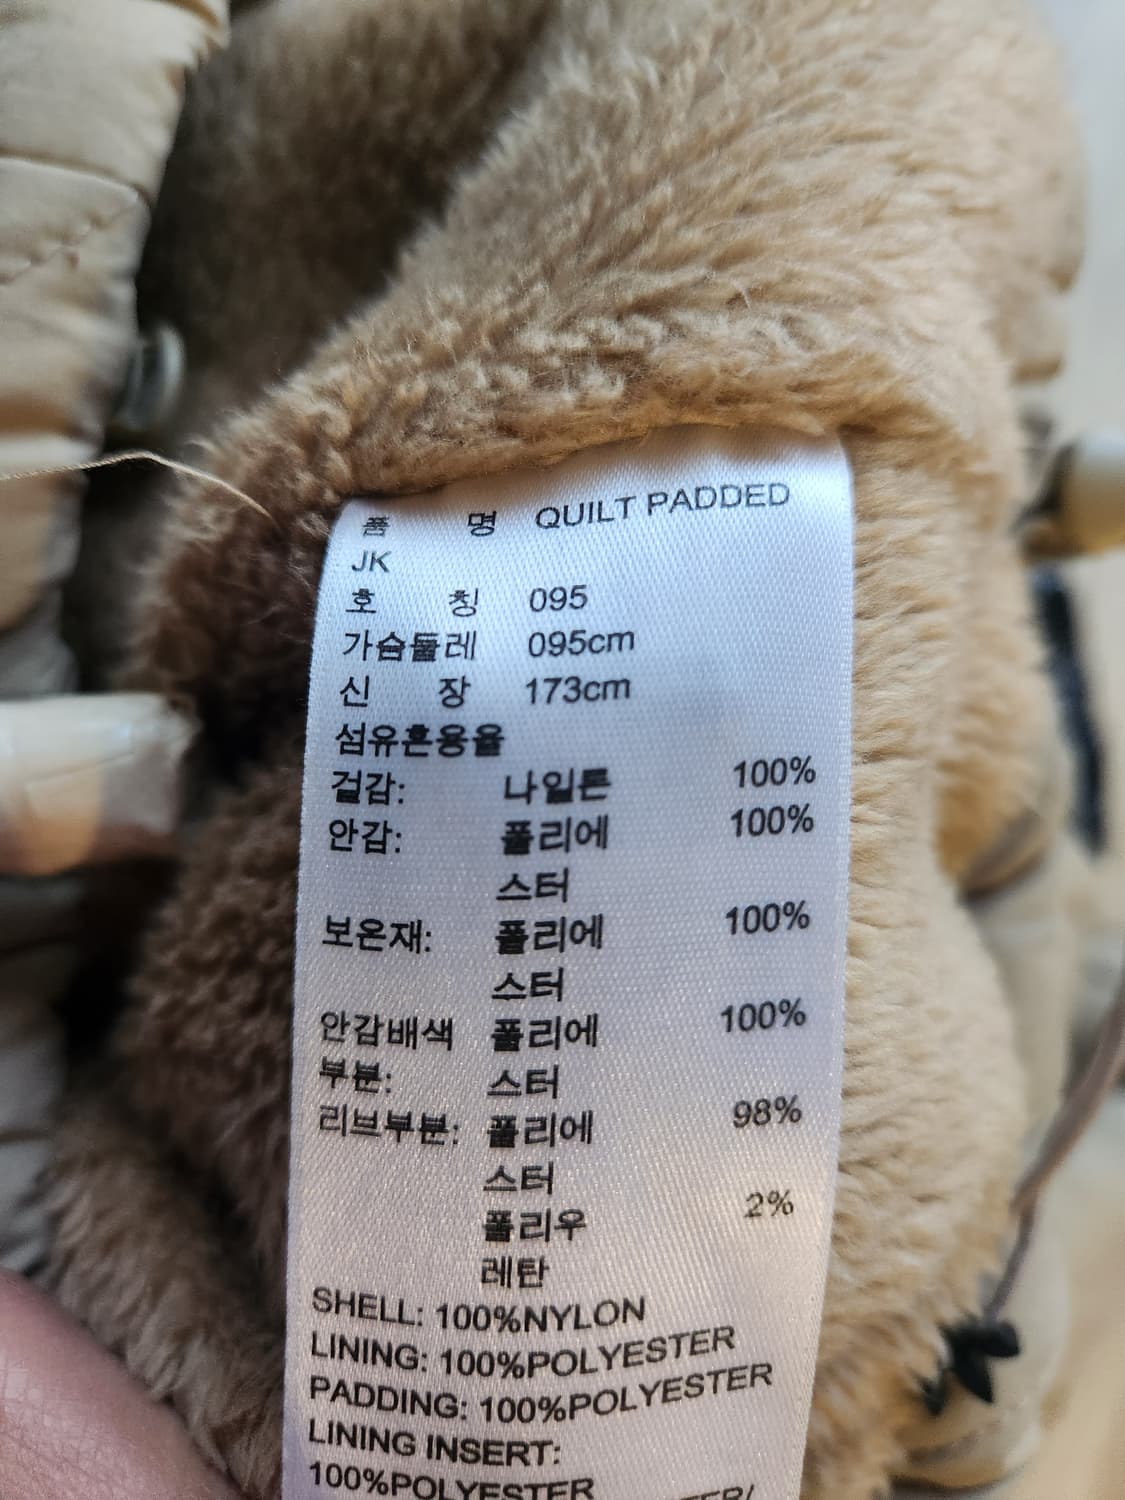 품 명 QUILT PADDED
JK
호 칭 095
가슴둘레 095cm
신 장 173cm
섬유혼용율
겉감: 나일론 100%
안감: 폴리에 100%
스터
보온재: 폴리에 100%
스터
안감배색 폴리에 100%
부분: 스터
리브부분: 폴리에 98%
스터
폴리우 2%
레탄
SHELL: 100%NYLON
LINING: 100%POLYESTER
PADDING: 100%POLYESTER
LINING INSERT:
100%POLYESTER